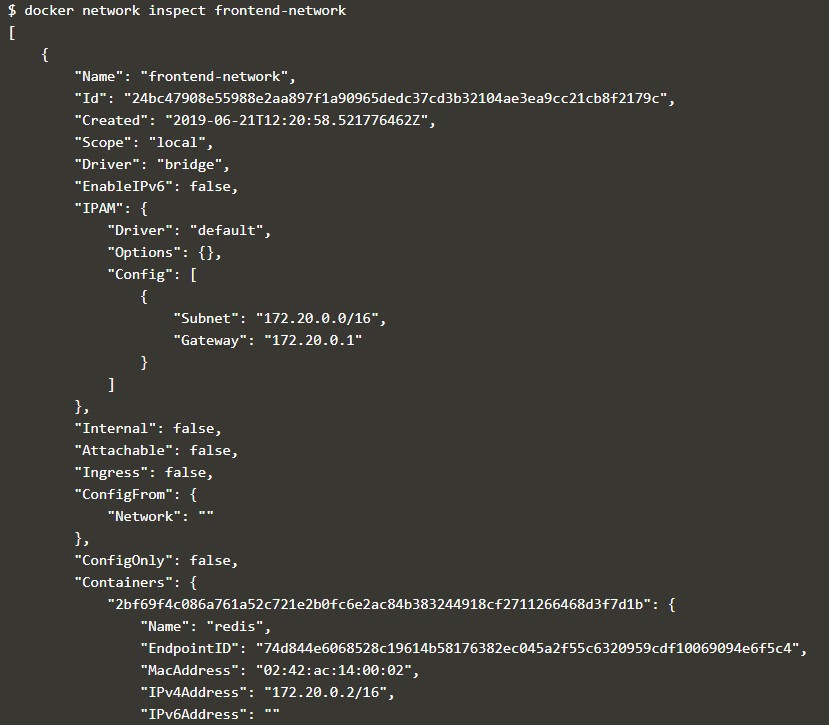 $ docker network inspect frontend-network
[
    {
        "Name": "frontend-network",
        "Id": "24bc47908e55988e2aa897f1a90965dedc37cd3b32104ae3ea9cc21cb8f2179c",
        "Created": "2019-06-21T12:20:58.521776462Z",
        "Scope": "local",
        "Driver": "bridge",
        "EnableIPv6": false,
        "IPAM": {
            "Driver": "default",
            "Options": {},
            "Config": [
                {
                    "Subnet": "172.20.0.0/16",
                    "Gateway": "172.20.0.1"
                }
            ]
        },
        "Internal": false,
        "Attachable": false,
        "Ingress": false,
        "ConfigFrom": {
            "Network": ""
        },
        "ConfigOnly": false,
        "Containers": {
            "2bf69f4c086a761a52c721e2b0fc6e2ac84b383244918cf2711266468d3f7d1b": {
                "Name": "redis",
                "EndpointID": "74d844e6068528c19614b58176382ec045a2f55c6320959cdf10069094e6f5c4",
                "MacAddress": "02:42:ac:14:00:02",
                "IPv4Address": "172.20.0.2/16",
                "IPv6Address": ""